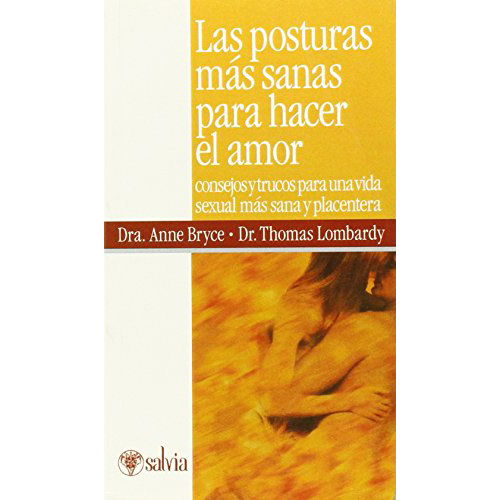 Las posturas
más sanas
para hacer
el amor
consejos y trucos para una vida
sexual más sana y placentera
Dra. Anne Bryce • Dr. Thomas Lombardy
salvia